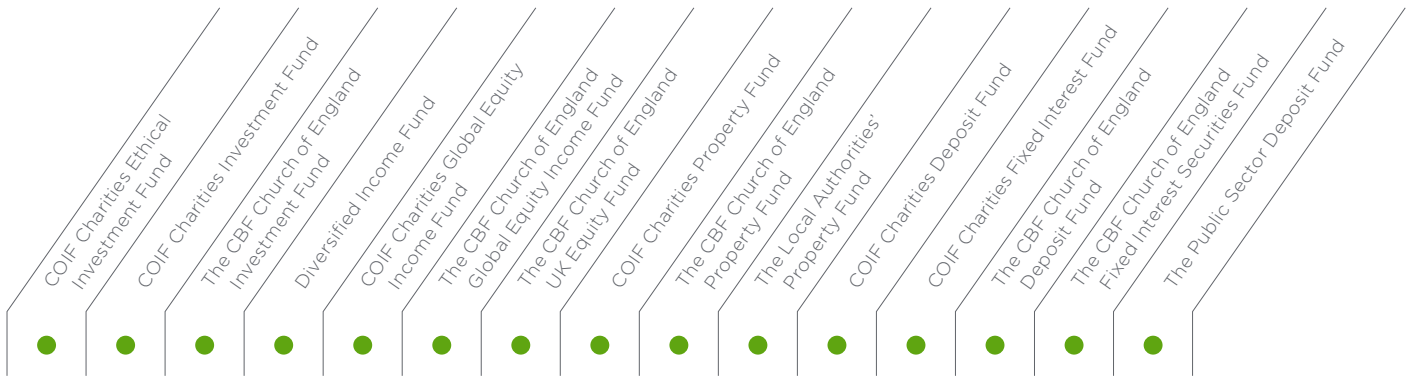 COIF Charities Ethical
Investment Fund
COIF Charities Investment Fund
The CBF Church of England
Investment Fund
Diversified Income Fund
COIF Charities Global Equity
Income Fund
The CBF Church of England
Global Equity Income Fund
The CBF Church of England
UK Equity Fund
COIF Charities Property Fund
The CBF Church of England
Property Fund
The Local Authorities’
Property Fund
COIF Charities Deposit Fund
COIF Charities Fixed Interest Fund
The CBF Church of England
Deposit Fund
The CBF Church of England
Fixed Interest Securities Fund
The Public Sector Deposit Fund